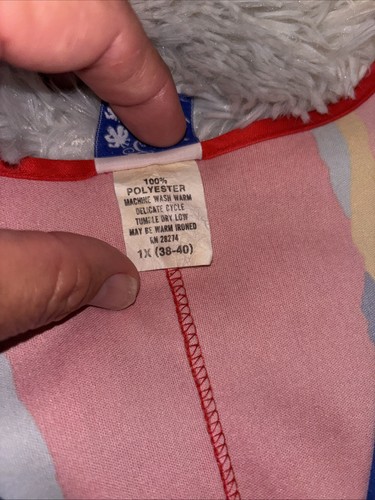 100%
POLYESTER
MACHINE WASH WARM
DELICATE CYCLE
TUMBLE DRY LOW
MAY BE WARM IRONED
RN 28274
1X (38-40)